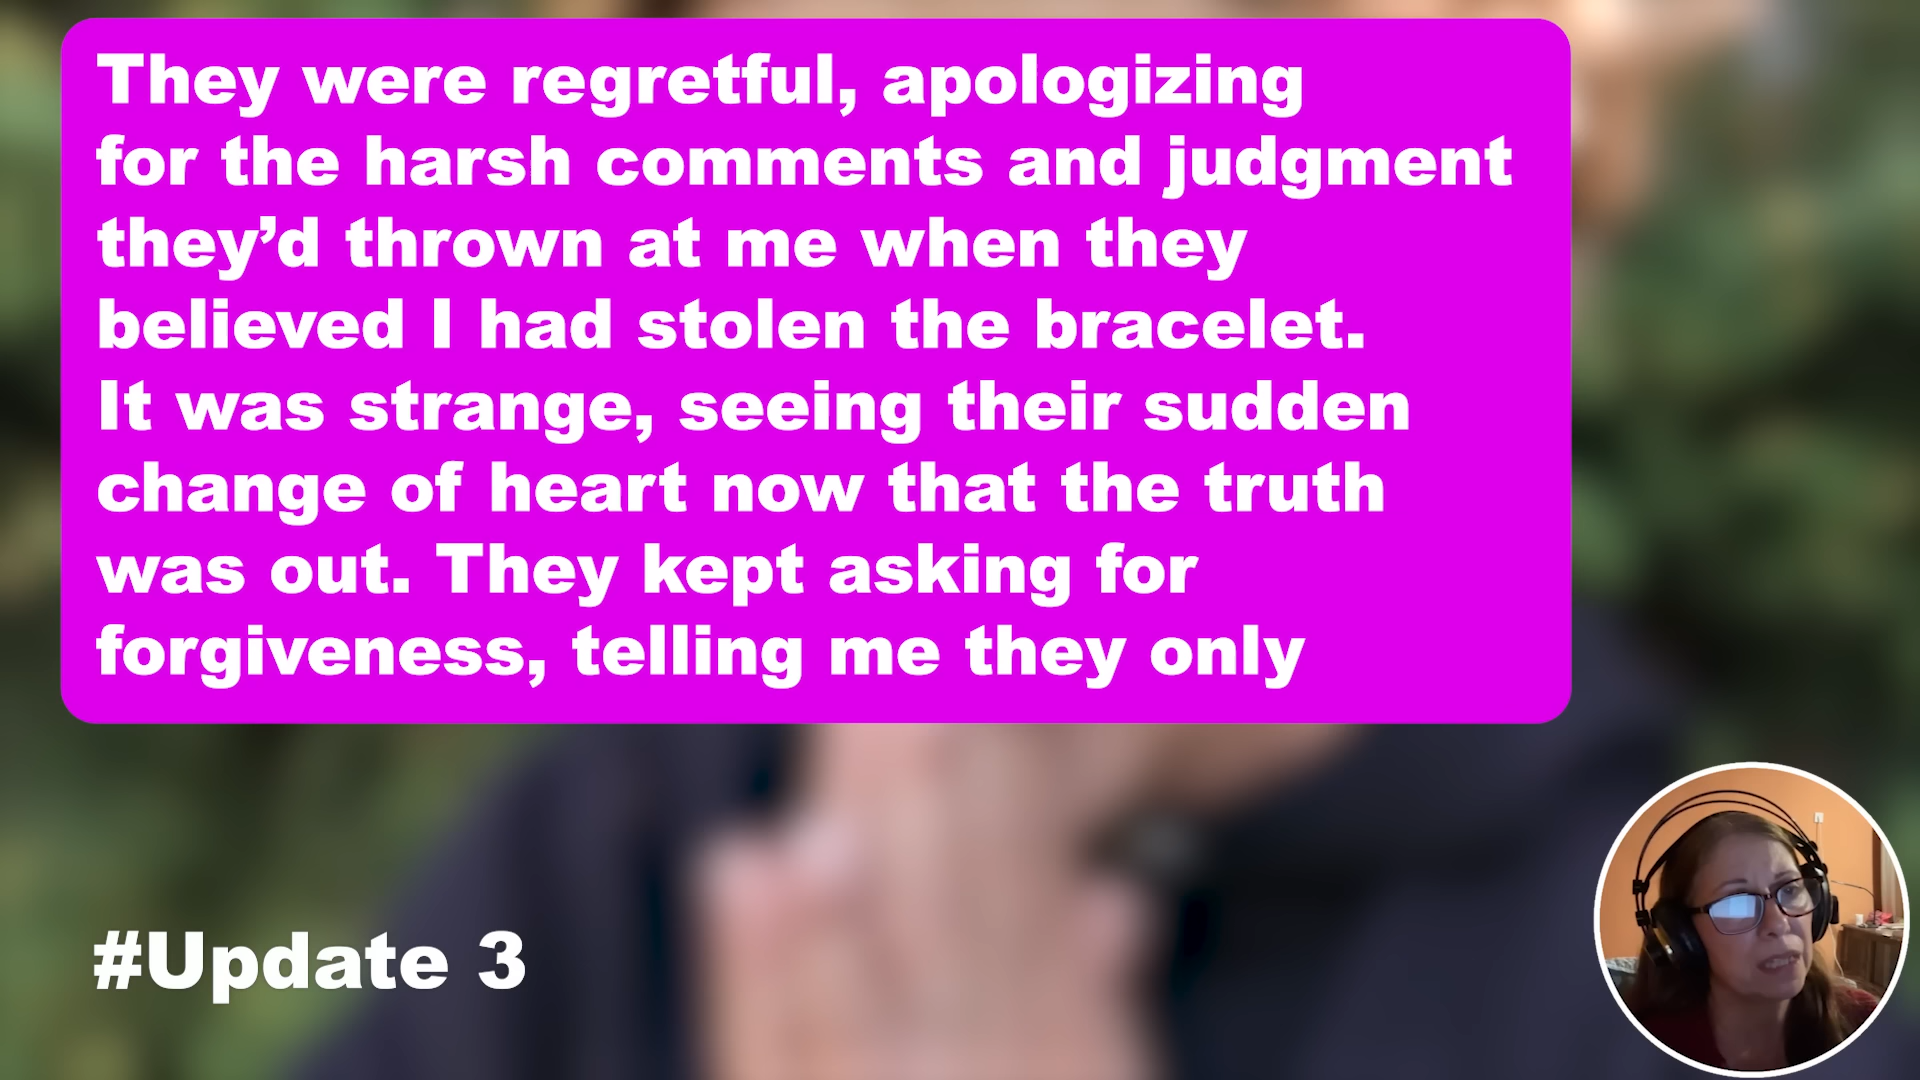 They were regretful, apologizing
for the harsh comments and judgment
they’d thrown at me when they
believed I had stolen the bracelet.
It was strange, seeing their sudden
change of heart now that the truth
was out. They kept asking for
forgiveness, telling me they only
#Update 3